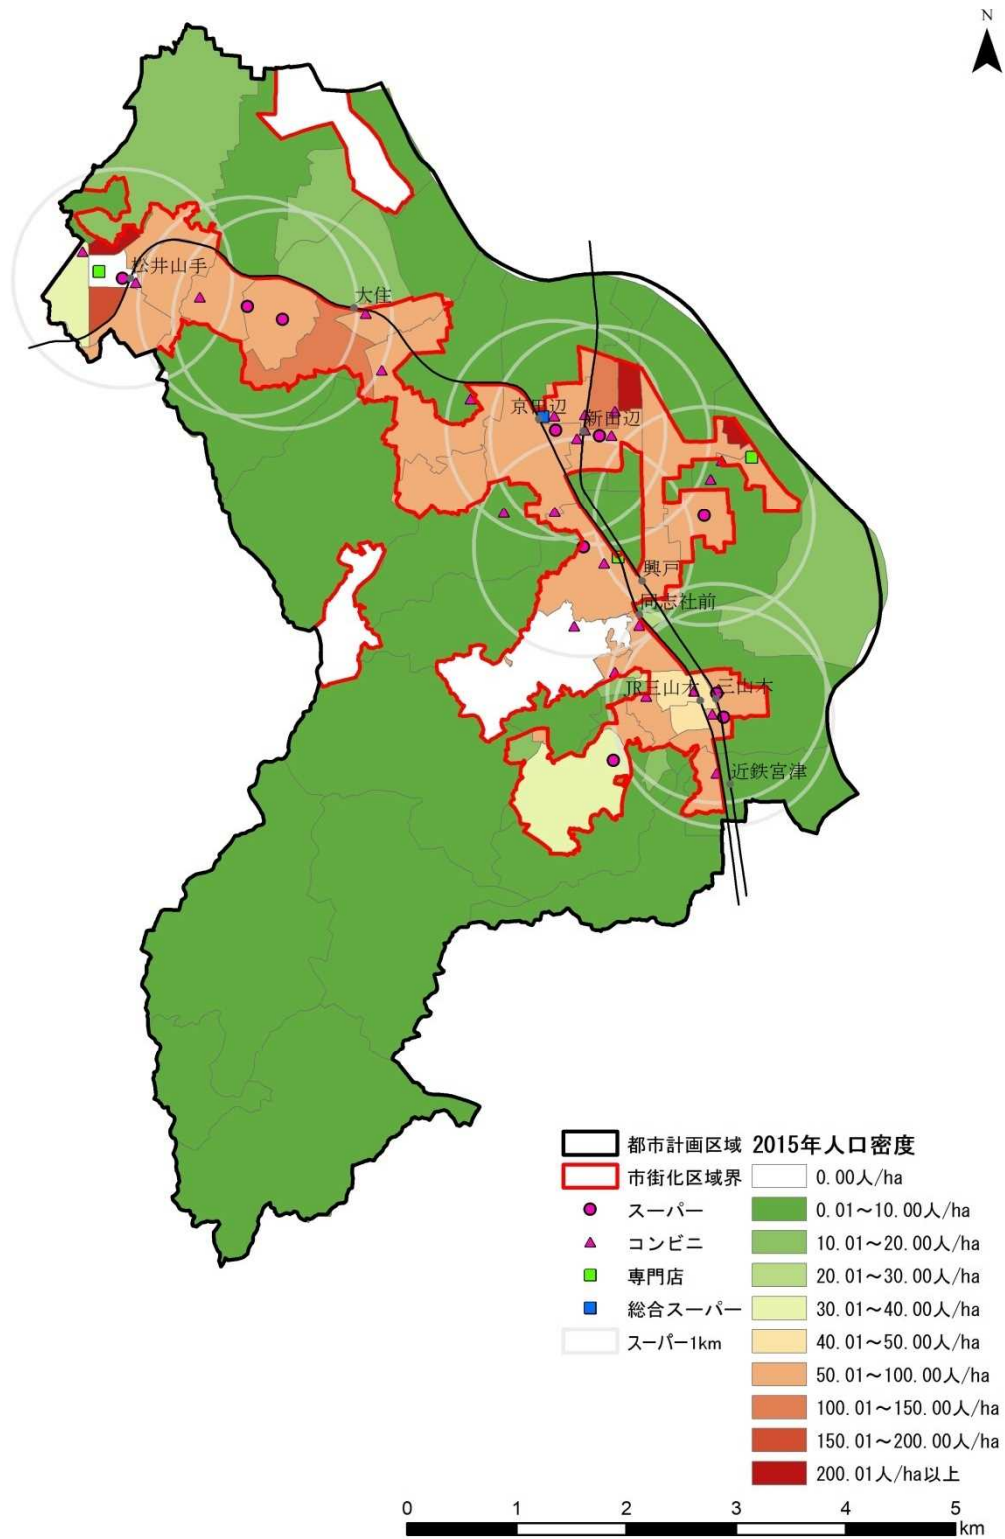 N
松井山手
大住
京田辺
新田辺
興戸
同志社前
JR三山木
三山木
近鉄宮津
都市計画区域
市街化区域界
スーパー
コンビニ
専門店
総合スーパー
スーパー1km
2015年人口密度
0.00人/ha
0.01～10.00人/ha
10.01～20.00人/ha
20.01～30.00人/ha
30.01～40.00人/ha
40.01～50.00人/ha
50.01～100.00人/ha
100.01～150.00人/ha
150.01～200.00人/ha
200.01人/ha以上
0 1 2 3 4 5
km